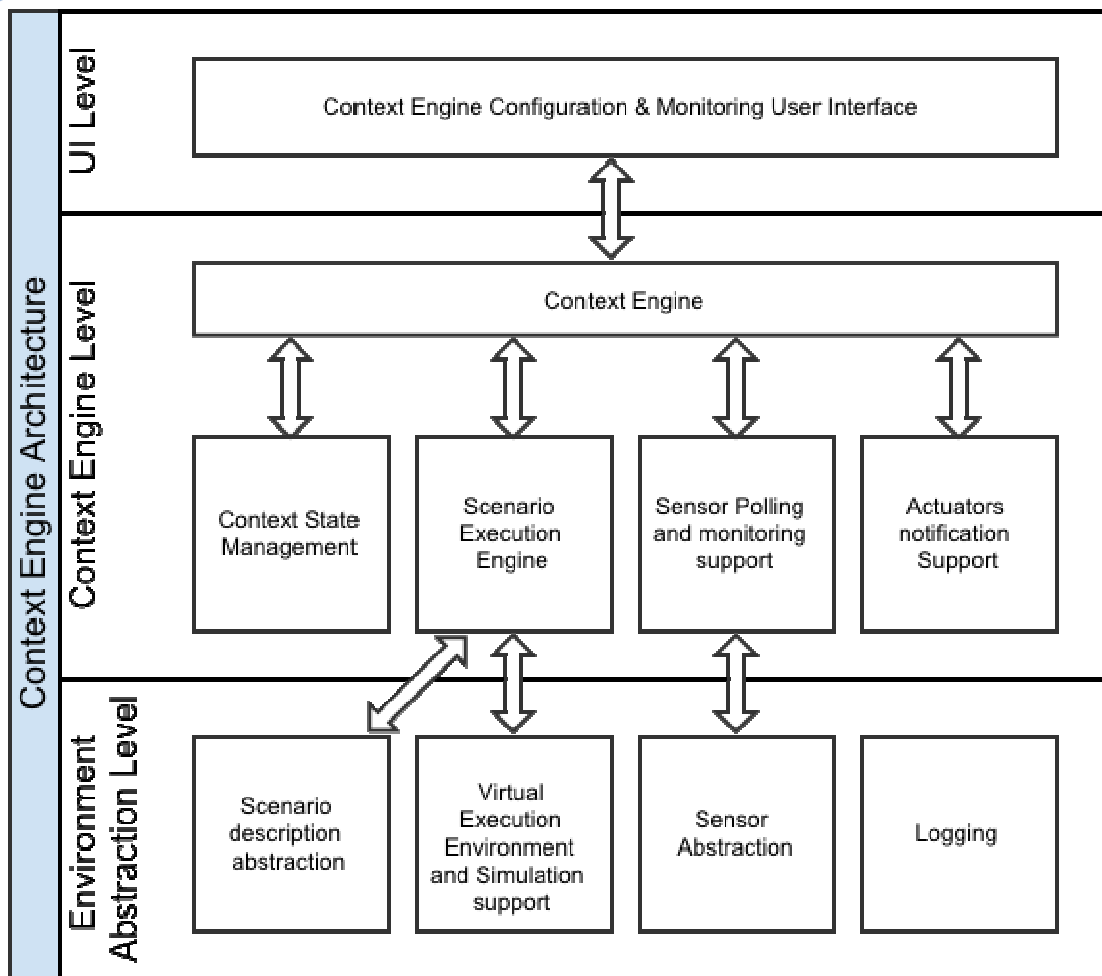 Context Engine Architecture
UI Level
Context Engine Configuration & Monitoring User Interface
Context Engine Level
Context Engine
Context State
Management
Scenario
Execution
Engine
Sensor Polling
and monitoring
support
Actuators
notification
Support
Environment
Abstraction Level
Scenario
description
abstraction
Virtual
Execution
Environment
and Simulation
support
Sensor
Abstraction
Logging